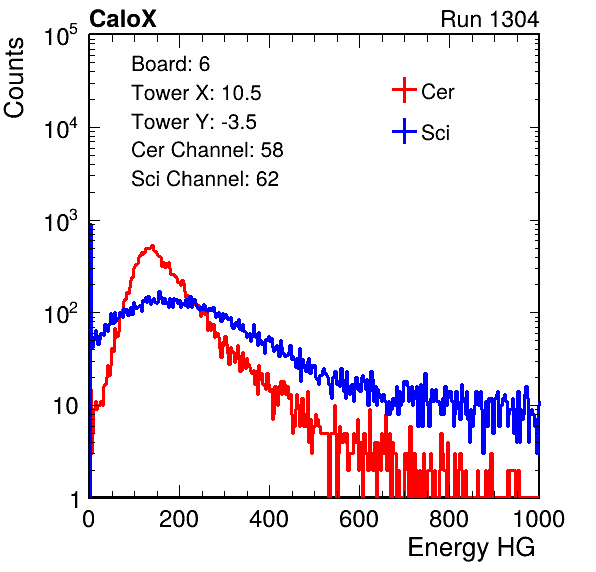 CaloX Run 1304
Counts
Board: 6
Tower X: 10.5
Tower Y: -3.5
Cer Channel: 58
Sci Channel: 62
Cer
Sci
10^5
10^4
10^3
10^2
10
1
0 200 400 600 800 1000
Energy HG